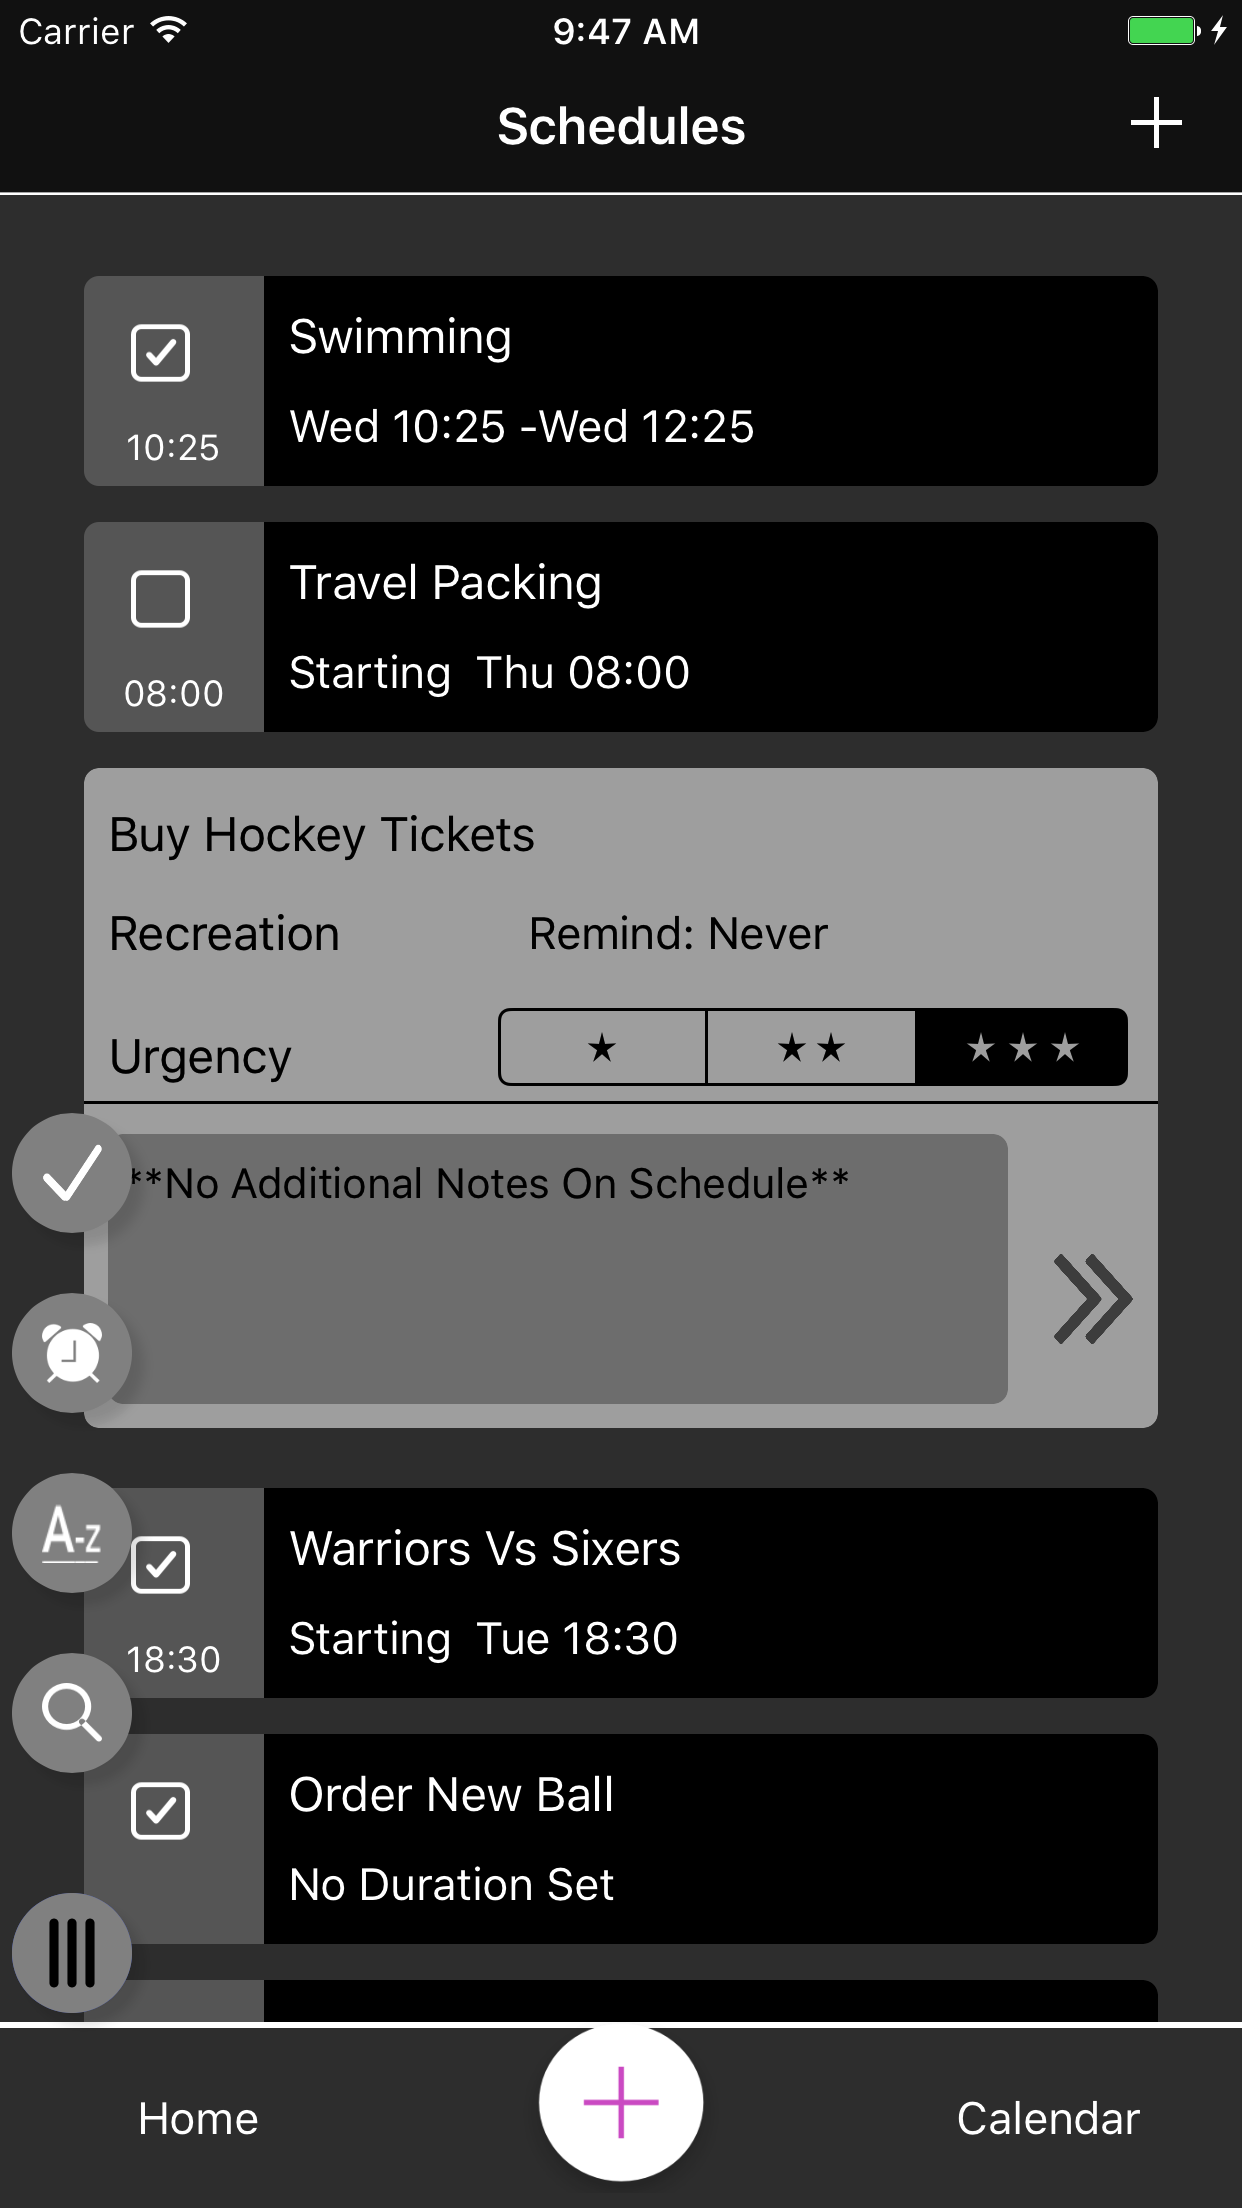 Carrier 9:47 AM
Schedules
Swimming
Wed 10:25 -Wed 12:25
10:25
Travel Packing
Starting  Thu 08:00
08:00
Buy Hockey Tickets
Recreation Remind: Never
Urgency ★ ★★ ★★★
**No Additional Notes On Schedule**
A-Z
Warriors Vs Sixers
Starting  Tue 18:30
18:30
Order New Ball
No Duration Set
Home Calendar